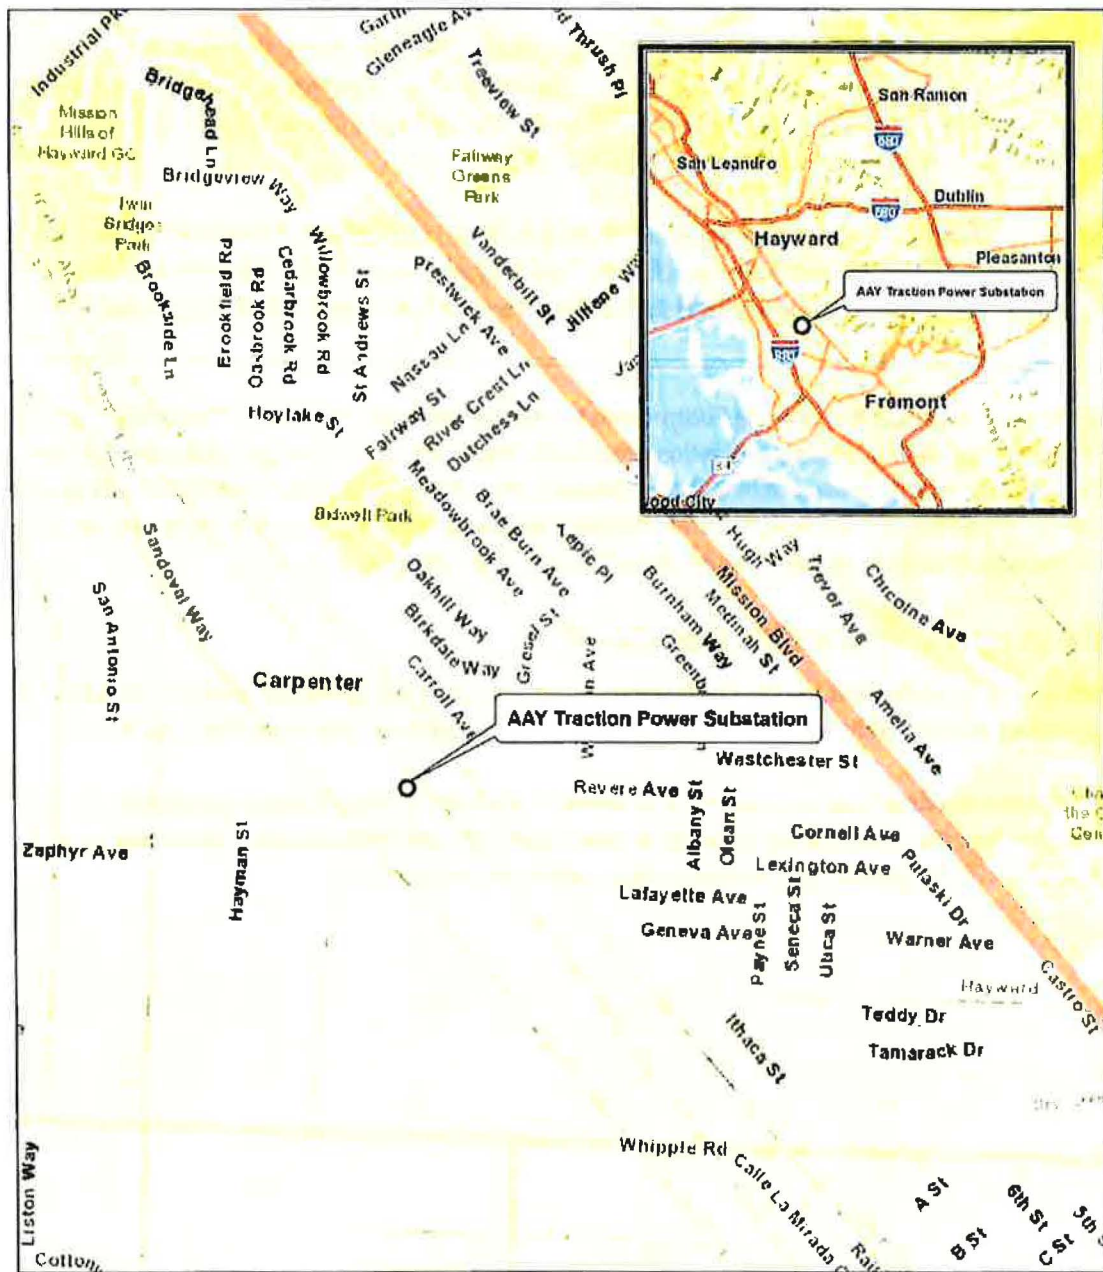 Industrial
Gleneagle Ave
Thrush Pl
Treeview St
Bridgehead Ln
Mission
Hills of
Hayward GC
Fairway
Greens
Park
Bridgeview Way
Twin
Bridges
Park
Brookside Ln
Brookfield Rd
Oakbrook Rd
Cedarbrook Rd
Willowbrook Rd
St Andrews St
Prestwick Ave
Vanderbilt St
Jillene
Nassau Ln
Hoylake St
Fairway St
River Crest Ln
Dutchess Ln
San Ramon
680
San Leandro
Dublin
580
Hayward
Pleasanton
AAY Traction Power Substation
880
Fremont
84
wood City
Bidwell Park
Meadowbrook Ave
Brae Burn Ave
Tepic Pl
Hugh Way
Trevor Ave
Chicoine Ave
Mission Blvd
Medinah St
Burnham Way
Sandoval Way
San Antonio St
Oakhill Way
Birkdale Way
Gresel St
Carpenter
Carroll Ave
AAY Traction Power Substation
Amelia Ave
Westchester St
Revere Ave
Albany St
Olean St
Cornell Ave
Lexington Ave
Pulaski Dr
Zephyr Ave
Hayman St
Lafayette Ave
Geneva Ave
Payne St
Seneca St
Utica St
Warner Ave
Hayward
Castro St
Teddy Dr
Tamarack Dr
Ithaca St
Whipple Rd
Calle La Mirada
Liston Way
A St
B St
6th St
C St
5th